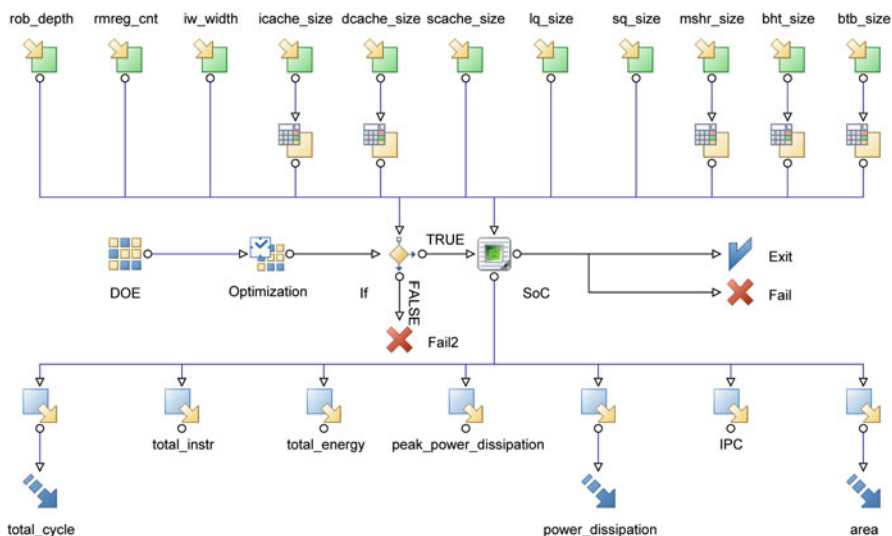 rob_depth rmreg_cnt iw_width icache_size dcache_size scache_size lq_size sq_size mshr_size bht_size btb_size
TRUE
DOE Optimization If SoC Exit
Fail
FALSE
Fail2
total_instr total_energy peak_power_dissipation IPC
total_cycle power_dissipation area